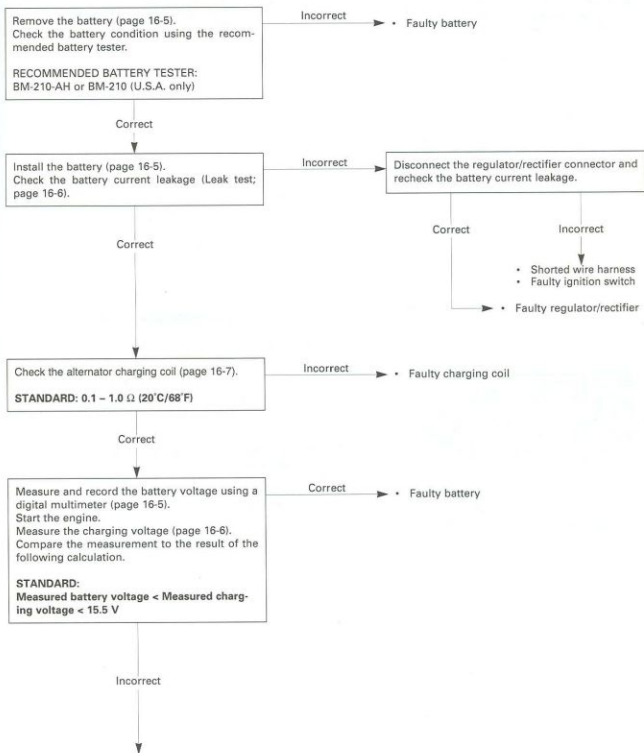 Remove the battery (page 16-5).
Check the battery condition using the recom-
mended battery tester.
RECOMMENDED BATTERY TESTER:
BM-210-AH or BM-210 (U.S.A. only)
Incorrect
• Faulty battery
Correct
Install the battery (page 16-5).
Check the battery current leakage (Leak test;
page 16-6).
Incorrect
Disconnect the regulator/rectifier connector and
recheck the battery current leakage.
Correct
Correct
Incorrect
• Shorted wire harness
• Faulty ignition switch
• Faulty regulator/rectifier
Check the alternator charging coil (page 16-7).
STANDARD: 0.1 – 1.0 Ω (20°C/68°F)
Incorrect
• Faulty charging coil
Correct
Measure and record the battery voltage using a
digital multimeter (page 16-5).
Start the engine.
Measure the charging voltage (page 16-6).
Compare the measurement to the result of the
following calculation.
STANDARD:
Measured battery voltage < Measured charg-
ing voltage < 15.5 V
Correct
• Faulty battery
Incorrect